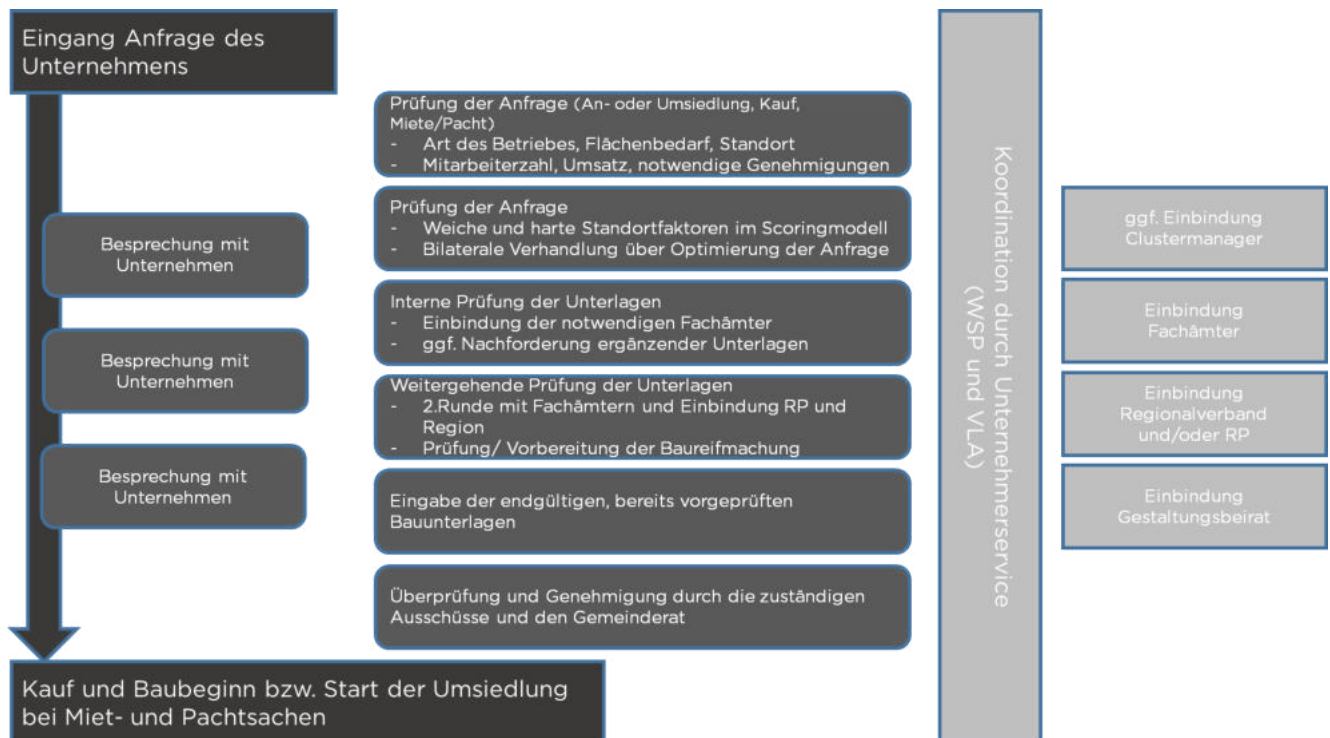 Eingang Anfrage des
Unternehmens
Prüfung der Anfrage (An- oder Umsiedlung, Kauf,
Miete/Pacht)
- Art des Betriebes, Flächenbedarf, Standort
- Mitarbeiterzahl, Umsatz, notwendige Genehmigungen
Prüfung der Anfrage
- Weiche und harte Standortfaktoren im Scoringmodell
- Bilaterale Verhandlung über Optimierung der Anfrage
Besprechung mit
Unternehmen
Interne Prüfung der Unterlagen
- Einbindung der notwendigen Fachämter
- ggf. Nachforderung ergänzender Unterlagen
Besprechung mit
Unternehmen
Weitergehende Prüfung der Unterlagen
- 2.Runde mit Fachämtern und Einbindung RP und
Region
- Prüfung/ Vorbereitung der Baureifmachung
Besprechung mit
Unternehmen
Eingabe der endgültigen, bereits vorgeprüften
Bauunterlagen
Überprüfung und Genehmigung durch die zuständigen
Ausschüsse und den Gemeinderat
Kauf und Baubeginn bzw. Start der Umsiedlung
bei Miet- und Pachtsachen
Koordination durch Unternehmerservice
(WSP und VLA)
ggf. Einbindung
Clustermanager
Einbindung
Fachämter
Einbindung
Regionalverband
und/oder RP
Einbindung
Gestaltungsbeirat